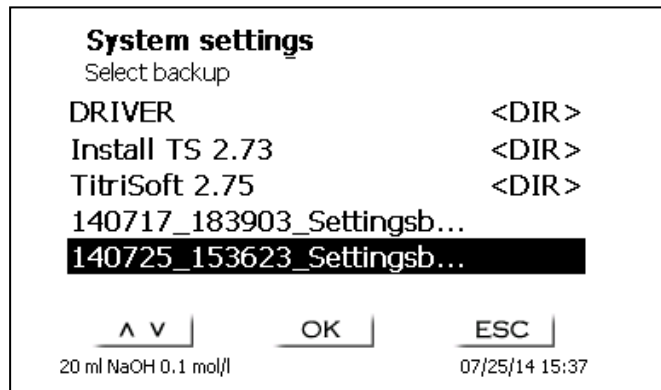 System settings
Select backup
DRIVER <DIR>
Install TS 2.73 <DIR>
TitriSoft 2.75 <DIR>
140717_183903_Settingsb...
140725_153623_Settingsb...
∧ ∨ OK ESC
20 ml NaOH 0.1 mol/l 07/25/14 15:37